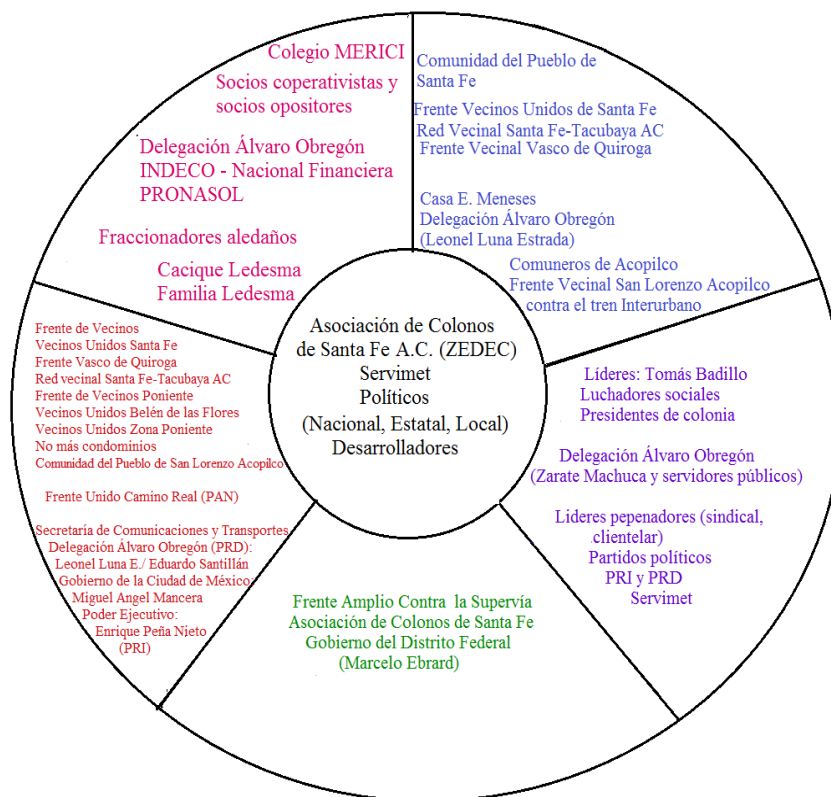 Colegio MERICI
Socios coperativistas y
socios opositores
Delegación Álvaro Obregón
INDECO - Nacional Financiera
PRONASOL
Fraccionadores aledaños
Cacique Ledesma
Familia Ledesma
Comunidad del Pueblo de
Santa Fe
Frente Vecinos Unidos de Santa Fe
Red Vecinal Santa Fe-Tacubaya AC
Frente Vecinal Vasco de Quiroga
Casa E. Meneses
Delegación Álvaro Obregón
(Leonel Luna Estrada)
Comuneros de Acopilco
Frente Vecinal San Lorenzo Acopilco
contra el tren Interurbano
Asociación de Colonos
de Santa Fe A.C. (ZEDEC)
Servimet
Políticos
(Nacional, Estatal, Local)
Desarrolladores
Frente de Vecinos
Vecinos Unidos Santa Fe
Frente Vasco de Quiroga
Red vecinal Santa Fe-Tacubaya AC
Frente de Vecinos Poniente
Vecinos Unidos Belén de las Flores
Vecinos Unidos Zona Poniente
No más condominios
Comunidad del Pueblo de San Lorenzo Acopilco
Frente Unido Camino Real (PAN)
Secretaría de Comunicaciones y Transportes
Delegación Álvaro Obregón (PRD):
Leonel Luna E./ Eduardo Santillán
Gobierno de la Ciudad de México:
Miguel Angel Mancera
Poder Ejecutivo:
Enrique Peña Nieto
(PRI)
Líderes: Tomás Badillo
Luchadores sociales
Presidentes de colonia
Delegación Álvaro Obregón
(Zarate Machuca y servidores públicos)
Lideres pepenadores (sindical,
clientelar)
Partidos políticos
PRI y PRD
Servimet
Frente Amplio Contra la Supervía
Asociación de Colonos de Santa Fe
Gobierno del Distrito Federal
(Marcelo Ebrard)